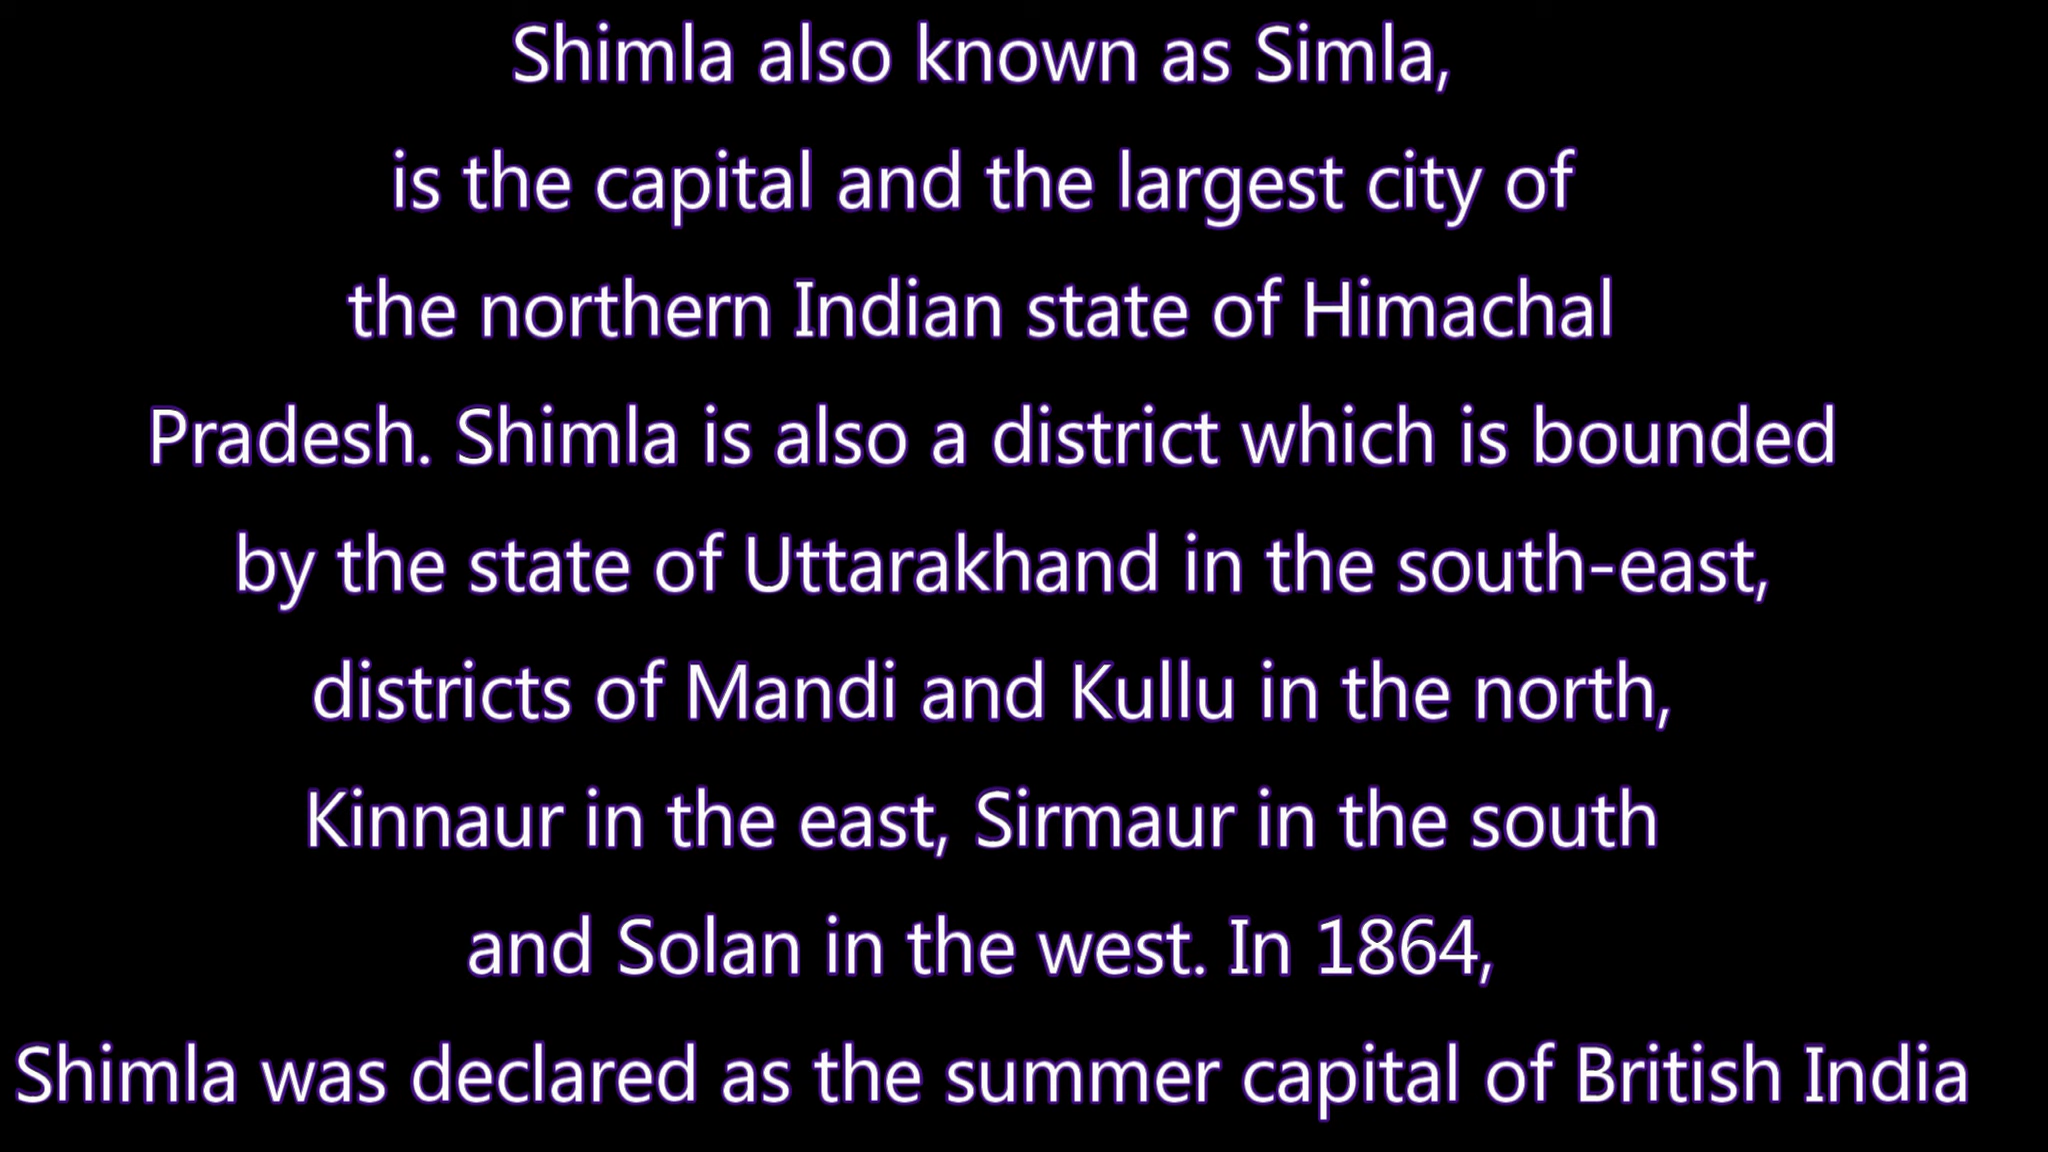 Shimla also known as Simla,
is the capital and the largest city of
the northern Indian state of Himachal
Pradesh. Shimla is also a district which is bounded
by the state of Uttarakhand in the south-east,
districts of Mandi and Kullu in the north,
Kinnaur in the east, Sirmaur in the south
and Solan in the west. In 1864,
Shimla was declared as the summer capital of British India